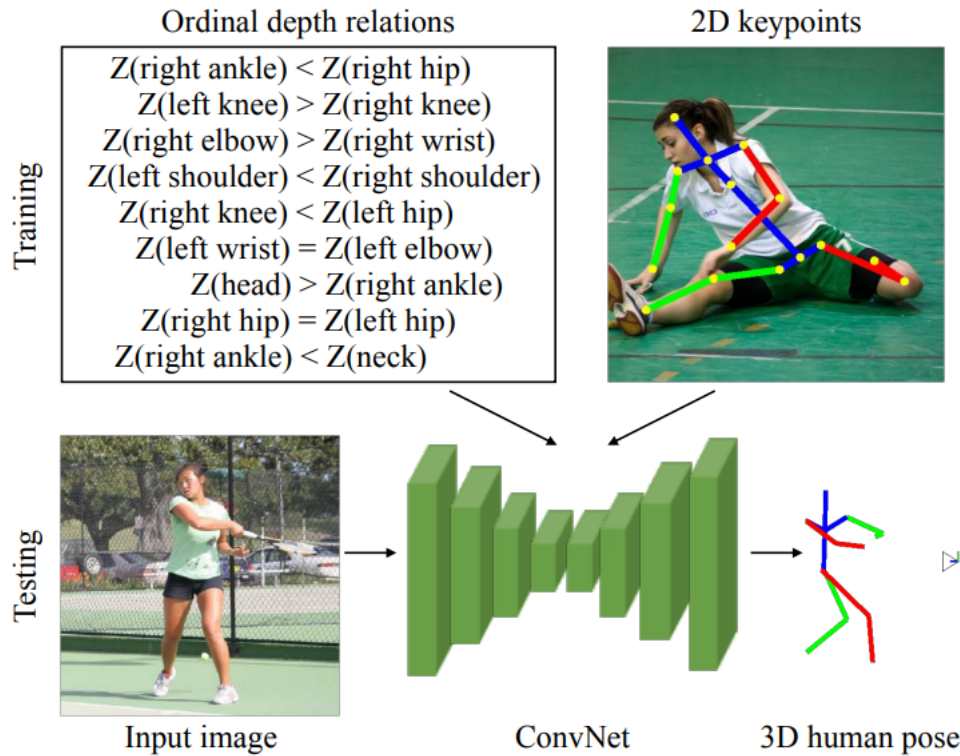 Ordinal depth relations
2D keypoints
Training
Z(right ankle) < Z(right hip)
Z(left knee) > Z(right knee)
Z(right elbow) > Z(right wrist)
Z(left shoulder) < Z(right shoulder)
Z(right knee) < Z(left hip)
Z(left wrist) = Z(left elbow)
Z(head) > Z(right ankle)
Z(right hip) = Z(left hip)
Z(right ankle) < Z(neck)
Testing
Input image
ConvNet
3D human pose